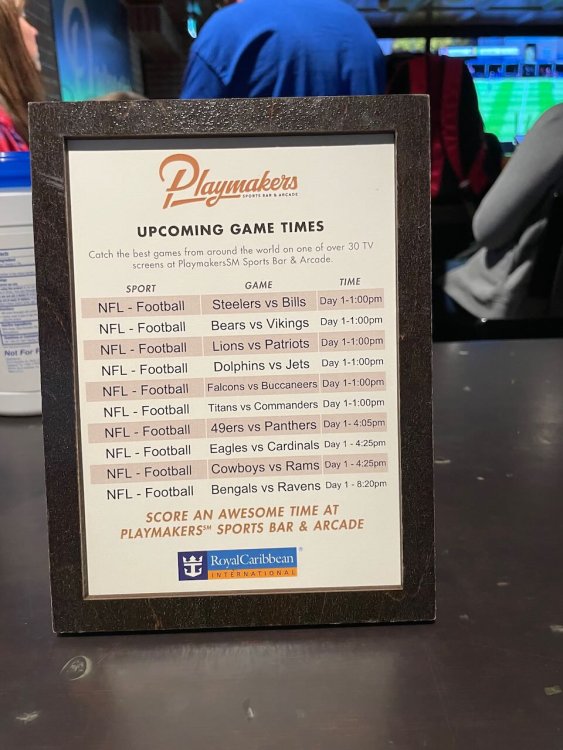 Playmakers
SPORTS BAR & ARCADE
UPCOMING GAME TIMES
Catch the best games from around the world on one of over 30 TV
screens at PlaymakersSM Sports Bar & Arcade.
SPORT GAME TIME
NFL - Football Steelers vs Bills Day 1-1:00pm
NFL - Football Bears vs Vikings Day 1-1:00pm
NFL - Football Lions vs Patriots Day 1-1:00pm
NFL - Football Dolphins vs Jets Day 1-1:00pm
NFL - Football Falcons vs Buccaneers Day 1-1:00pm
NFL - Football Titans vs Commanders Day 1-1:00pm
NFL - Football 49ers vs Panthers Day 1-4:05pm
NFL - Football Eagles vs Cardinals Day 1 - 4:25pm
NFL - Football Cowboys vs Rams Day 1 - 4:25pm
NFL - Football Bengals vs Ravens Day 1 - 8:20pm
SCORE AN AWESOME TIME AT
PLAYMAKERS℠ SPORTS BAR & ARCADE
RoyalCaribbean®
INTERNATIONAL
Not For